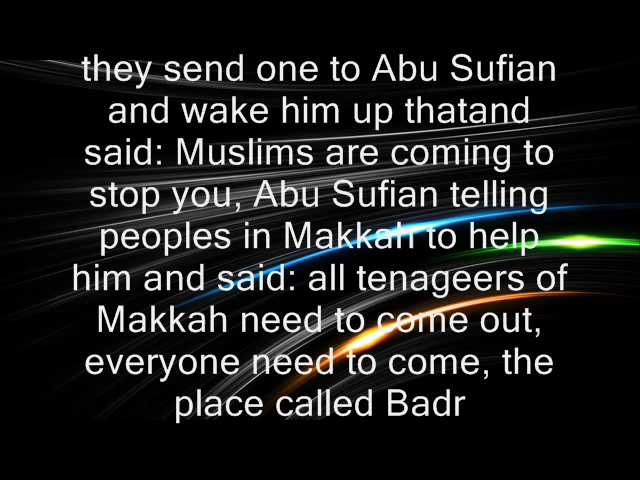 they send one to Abu Sufian
and wake him up thatand
said: Muslims are coming to
stop you, Abu Sufian telling
peoples in Makkah to help
him and said: all tenageers of
Makkah need to come out,
everyone need to come, the
place called Badr